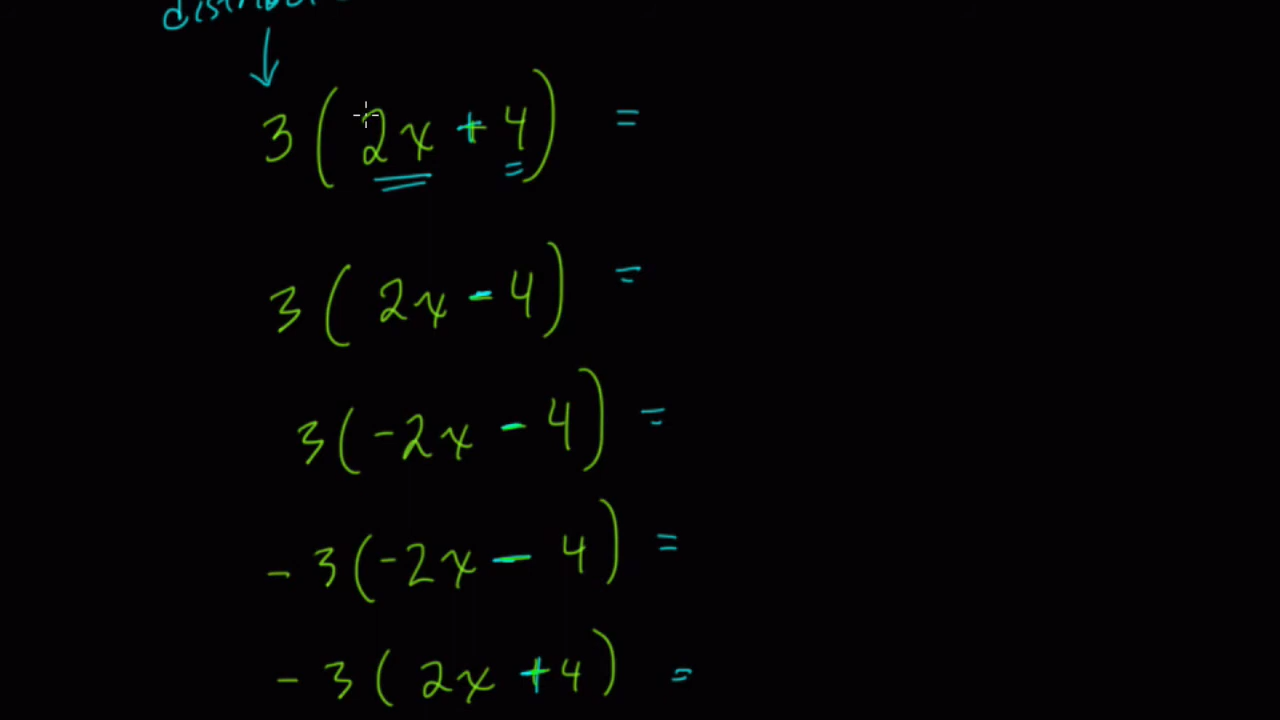 3(2x + 4) =
3(2x - 4) =
3(-2x - 4) =
-3(-2x - 4) =
-3(2x + 4) =